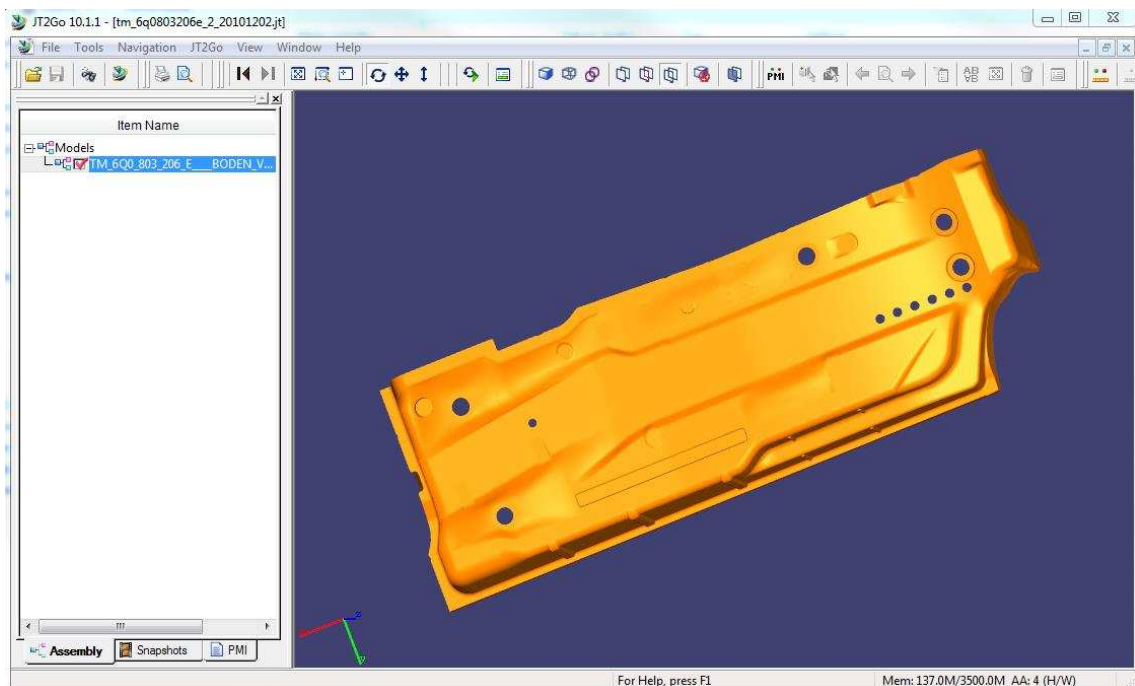 JT2Go 10.1.1 - [tm_6q0803206e_2_20101202.jt]
File Tools Navigation JT2Go View Window Help
PMI
AB
Item Name
Models
TM_6Q0_803_206_E___BODEN_V...
Assembly Snapshots PMI
For Help, press F1 Mem: 137.0M/3500.0M AA: 4 (H/W)